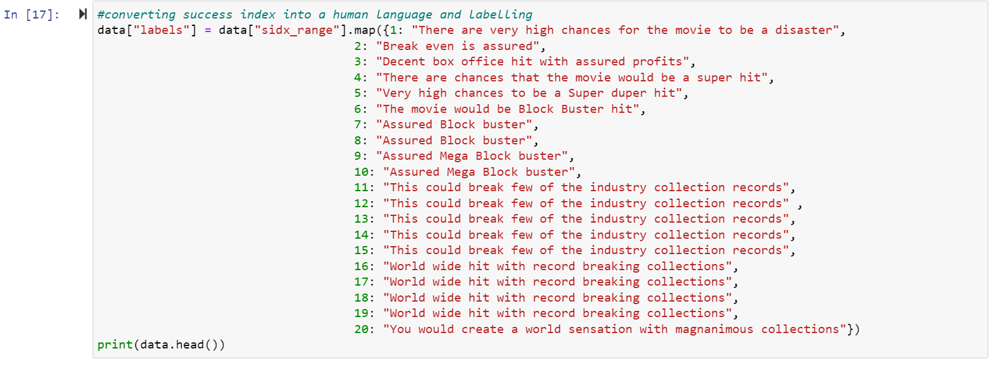 In [17]: #converting success index into a human language and labelling
data["labels"] = data["sidx_range"].map({1: "There are very high chances for the movie to be a disaster",
2: "Break even is assured",
3: "Decent box office hit with assured profits",
4: "There are chances that the movie would be a super hit",
5: "Very high chances to be a Super duper hit",
6: "The movie would be Block Buster hit",
7: "Assured Block buster",
8: "Assured Block buster",
9: "Assured Mega Block buster",
10: "Assured Mega Block buster",
11: "This could break few of the industry collection records",
12: "This could break few of the industry collection records" ,
13: "This could break few of the industry collection records",
14: "This could break few of the industry collection records",
15: "This could break few of the industry collection records",
16: "World wide hit with record breaking collections",
17: "World wide hit with record breaking collections",
18: "World wide hit with record breaking collections",
19: "World wide hit with record breaking collections",
20: "You would create a world sensation with magnanimous collections"})
print(data.head())